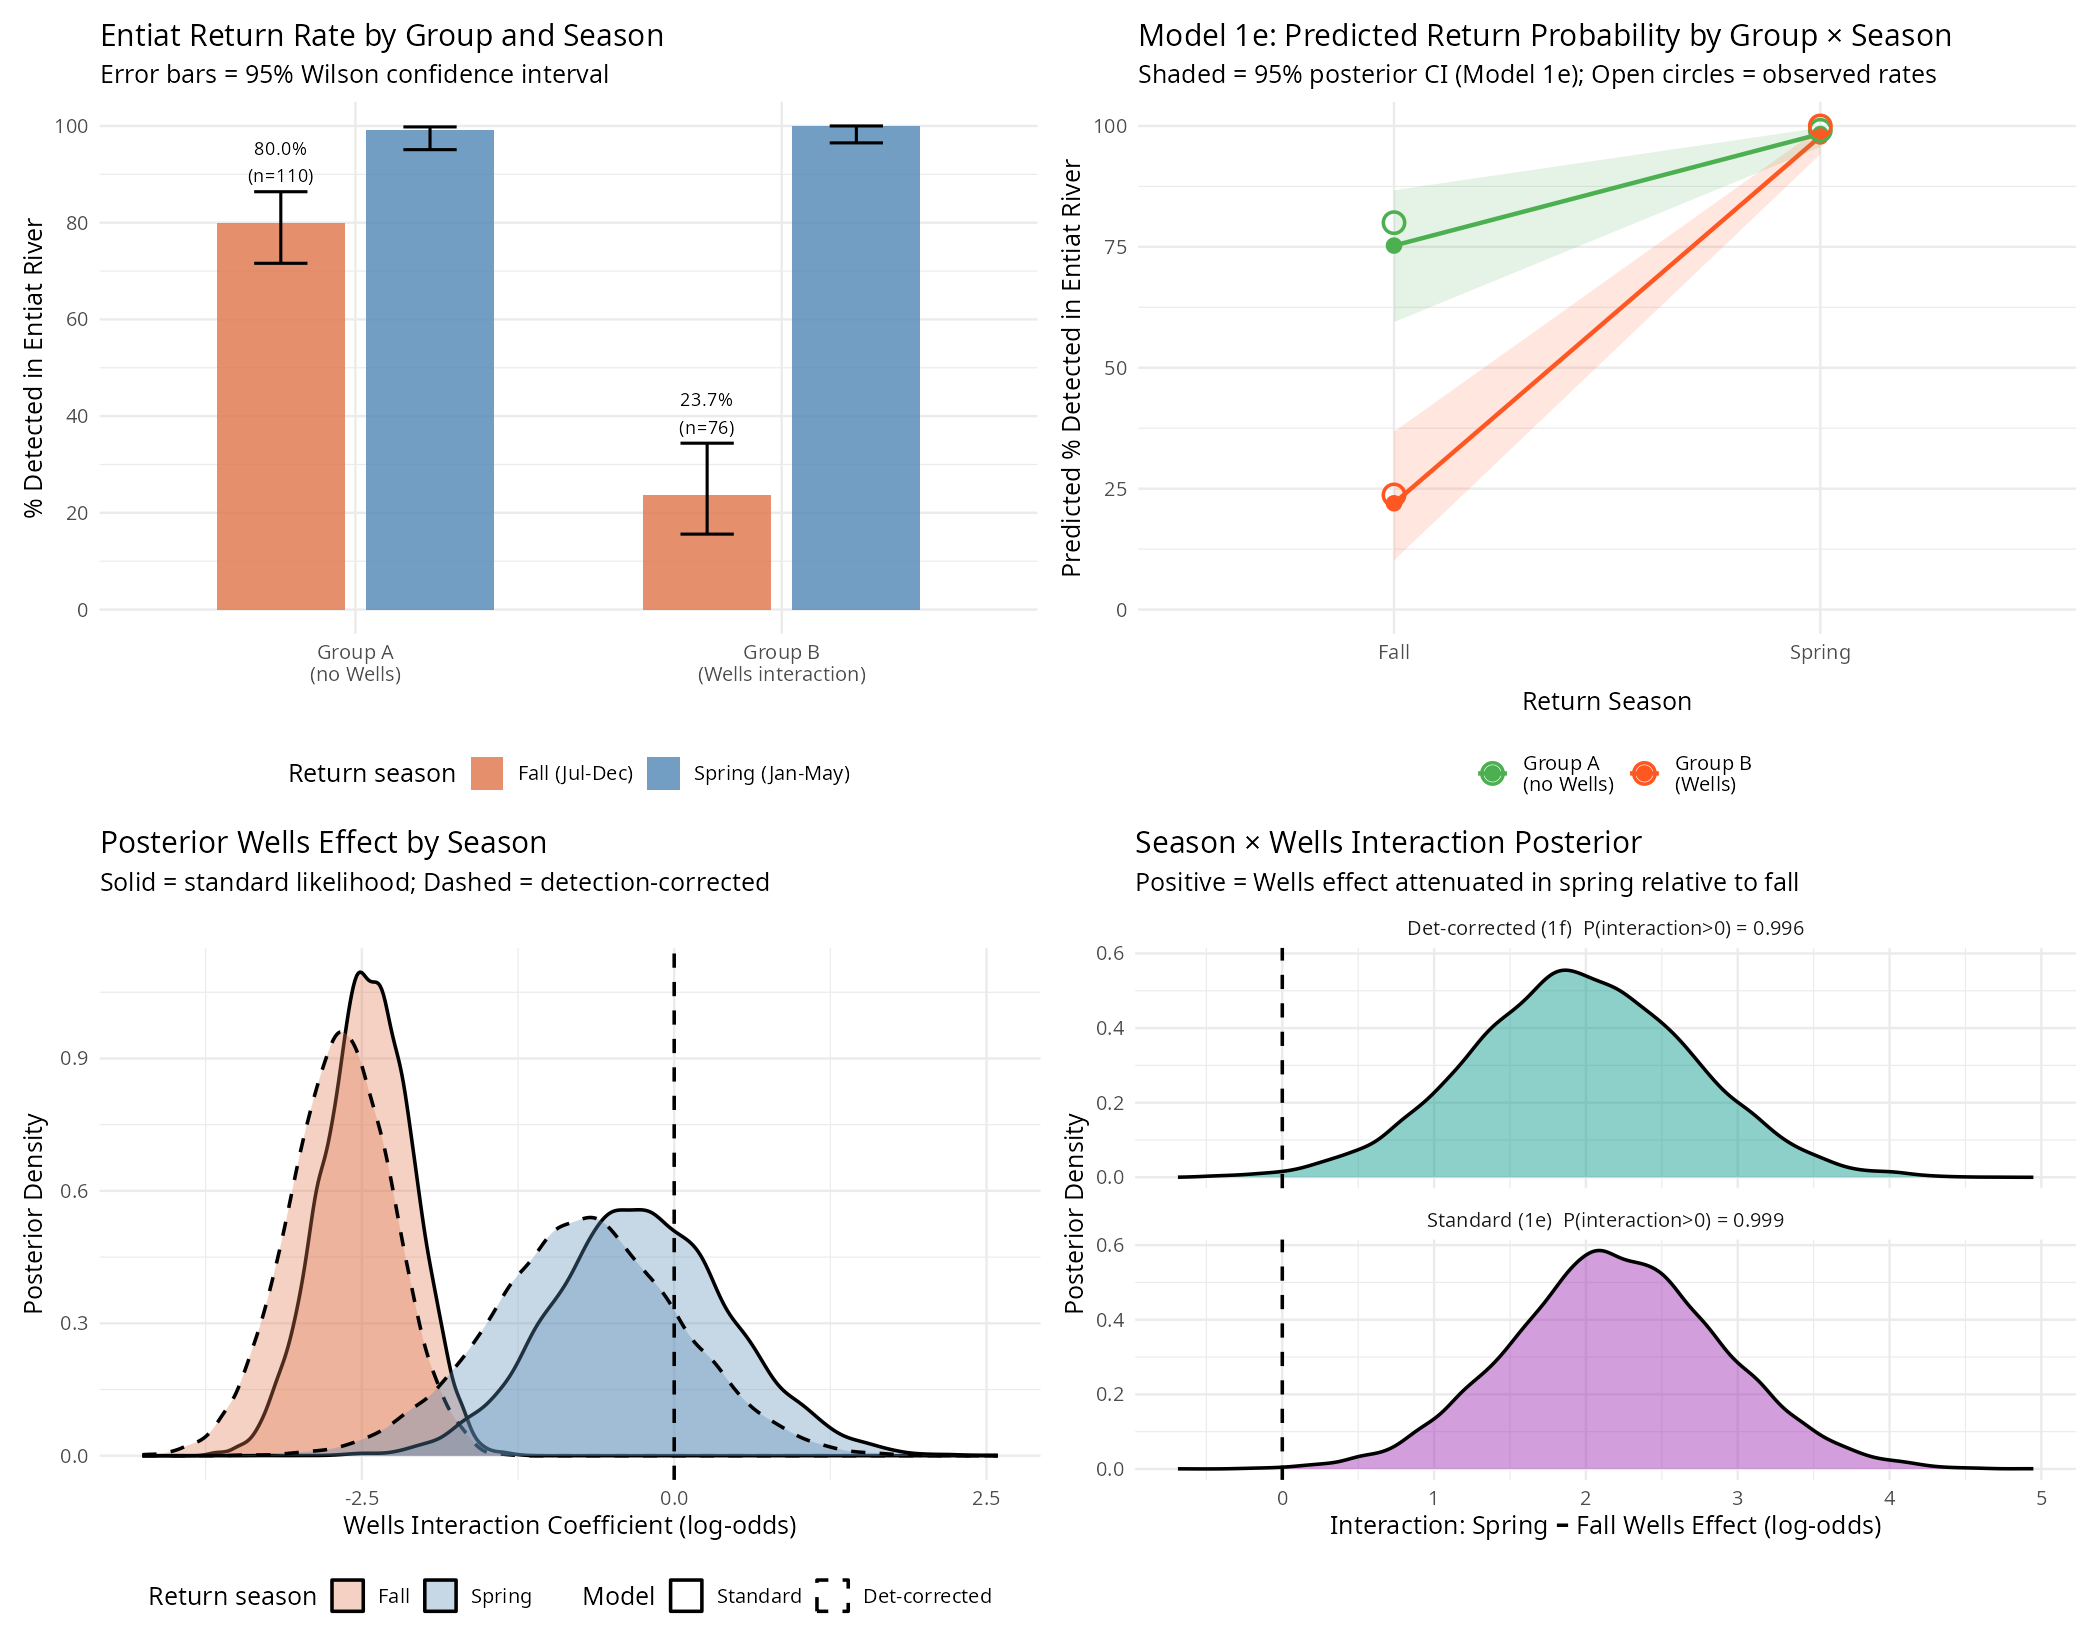 Entiat Return Rate by Group and Season
Error bars = 95% Wilson confidence interval
% Detected in Entiat River
100
80
60
40
20
0
80.0%
(n=110)
23.7%
(n=76)
Group A
(no Wells)
Group B
(Wells interaction)
Return season
Fall (Jul-Dec)
Spring (Jan-May)
Model 1e: Predicted Return Probability by Group × Season
Shaded = 95% posterior CI (Model 1e); Open circles = observed rates
Predicted % Detected in Entiat River
100
75
50
25
0
Fall
Spring
Return Season
Group A
(no Wells)
Group B
(Wells)
Posterior Wells Effect by Season
Solid = standard likelihood; Dashed = detection-corrected
Posterior Density
0.9
0.6
0.3
0.0
-2.5
0.0
2.5
Wells Interaction Coefficient (log-odds)
Return season
Fall
Spring
Model
Standard
Det-corrected
Season × Wells Interaction Posterior
Positive = Wells effect attenuated in spring relative to fall
Posterior Density
Det-corrected (1f)  P(interaction>0) = 0.996
0.6
0.4
0.2
0.0
Standard (1e)  P(interaction>0) = 0.999
0.6
0.4
0.2
0.0
0
1
2
3
4
5
Interaction: Spring − Fall Wells Effect (log-odds)